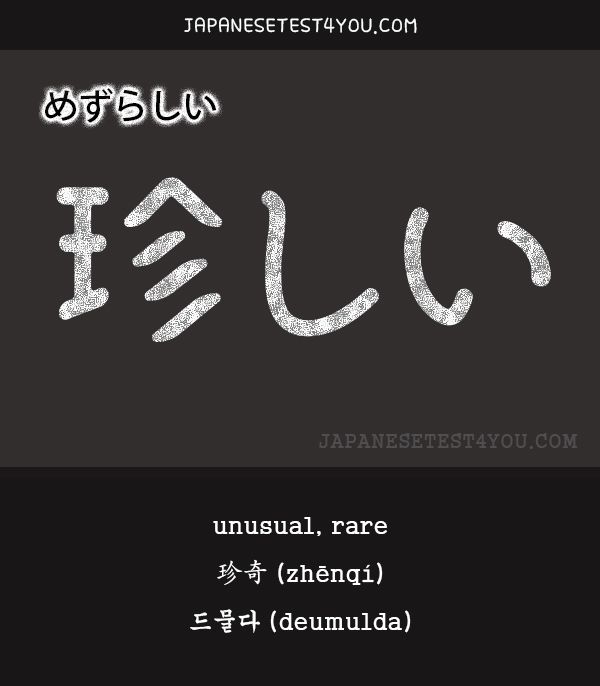 JAPANESETEST4YOU.COM
めずらしい
珍しい
JAPANESETEST4YOU.COM
unusual, rare
珍奇 (zhēnqí)
드물다 (deumulda)